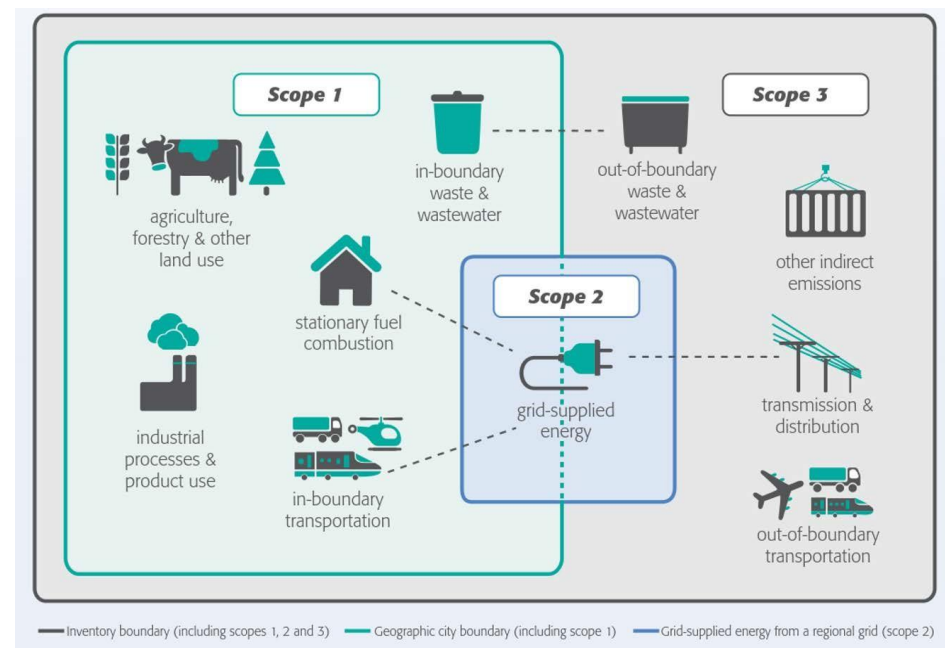 Scope 1
Scope 3
in-boundary
waste &
wastewater
out-of-boundary
waste &
wastewater
agriculture,
forestry & other
land use
other indirect
emissions
Scope 2
stationary fuel
combustion
grid-supplied
energy
transmission &
distribution
industrial
processes &
product use
in-boundary
transportation
out-of-boundary
transportation
Inventory boundary (including scopes 1, 2 and 3)
Geographic city boundary (including scope 1)
Grid-supplied energy from a regional grid (scope 2)